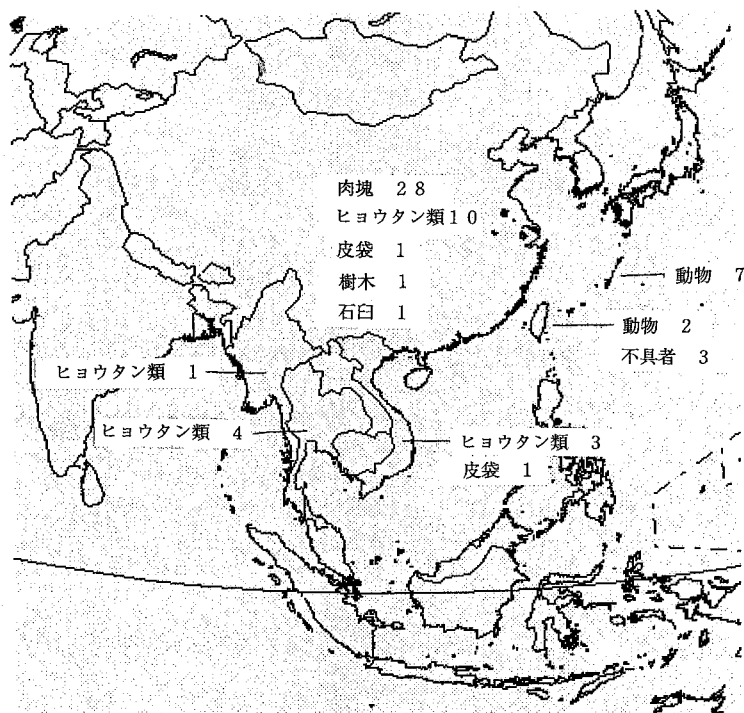 肉塊 28
ヒョウタン類10
皮袋 1
樹木 1
石臼 1
動物 7
動物 2
不具者 3
ヒョウタン類 1
ヒョウタン類 4
ヒョウタン類 3
皮袋 1